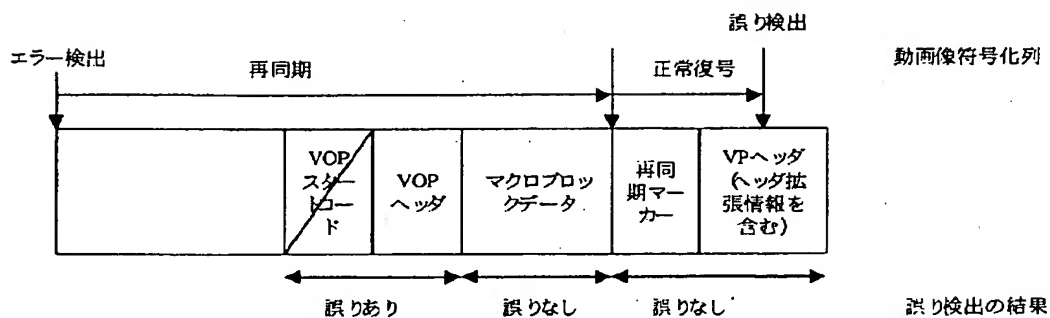 誤り検出
エラー検出
再同期
正常復号
動画像符号化列
VOP
スター
トコー
ド
VOP
ヘッダ
マクロブロッ
クデータ
再同
期マー
カー
VPヘッダ
(ヘッダ拡
張情報を
含む)
誤りあり
誤りなし
誤りなし
誤り検出の結果